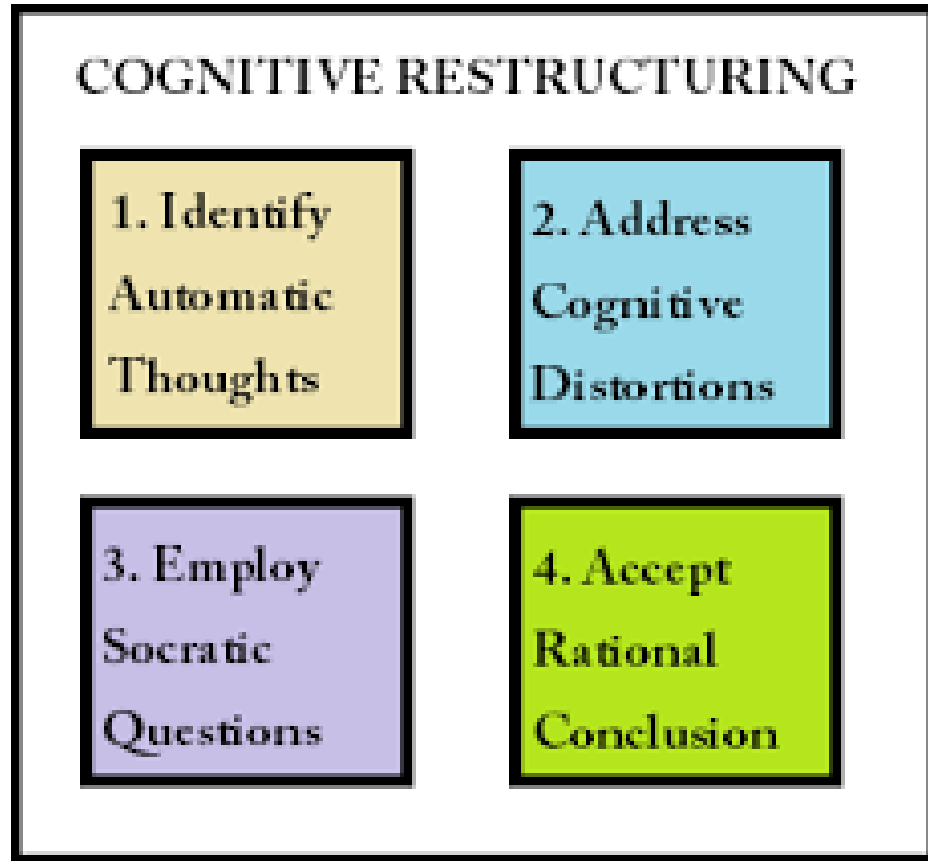 COGNITIVE RESTRUCTURING
1. Identify
Automatic
Thoughts
2. Address
Cognitive
Distortions
3. Employ
Socratic
Questions
4. Accept
Rational
Conclusion